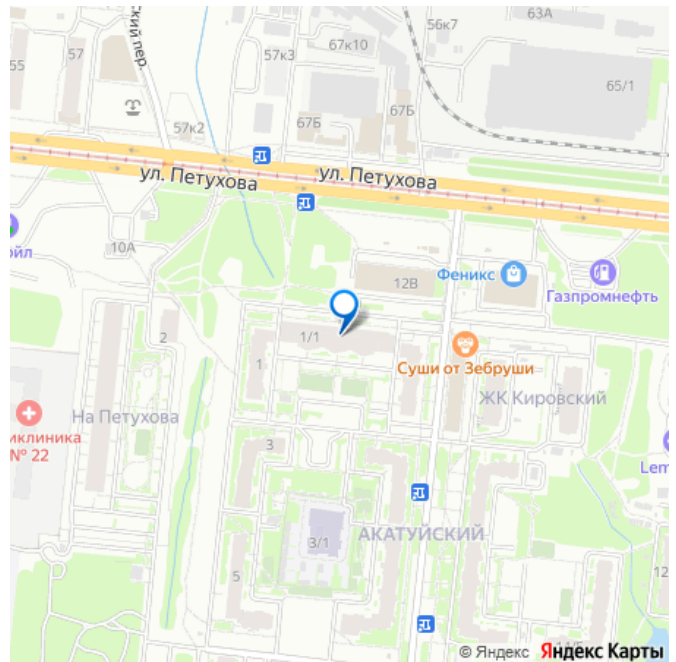 63А
56к7
67к10
ский пер.
55
57
57к3
65/1
67Б
67Б
57к2
ул. Петухова
ул. Петухова
ойл
10А
12В
Феникс
Газпромнефть
2
1/1
1
Суши от Зебруши
На Петухова
ЖК Кировский
иклиника
№ 22
3
Lem
АКАТУЙСКИЙ
3/1
5
12
© Яндекс Яндекс Карты